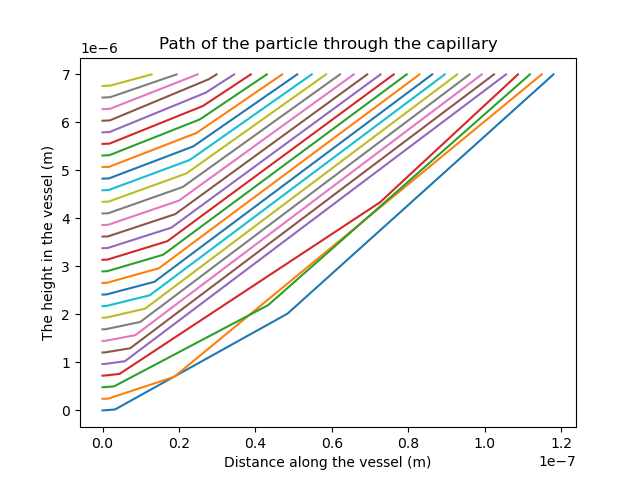 Path of the particle through the capillary
1e−6
7
6
5
4
3
2
1
0
The height in the vessel (m)
0.0 0.2 0.4 0.6 0.8 1.0 1.2
1e−7
Distance along the vessel (m)